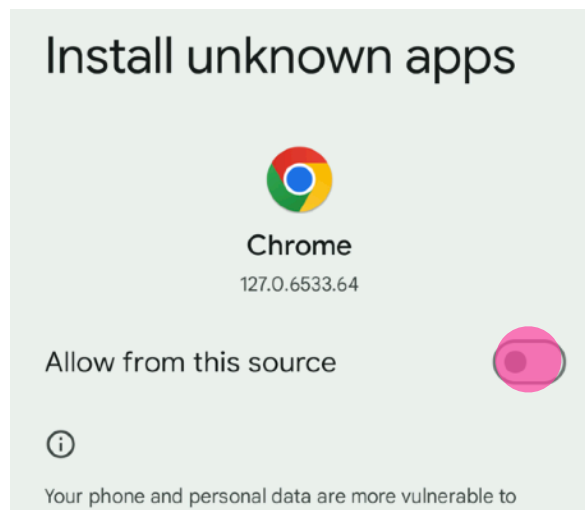 Install unknown apps
Chrome
127.0.6533.64
Allow from this source
Your phone and personal data are more vulnerable to